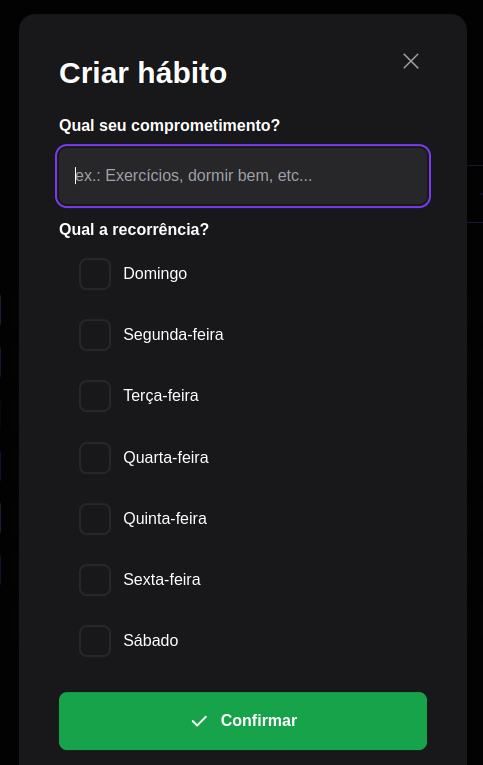 Criar hábito
Qual seu comprometimento?
ex.: Exercícios, dormir bem, etc...
Qual a recorrência?
Domingo
Segunda-feira
Terça-feira
Quarta-feira
Quinta-feira
Sexta-feira
Sábado
Confirmar